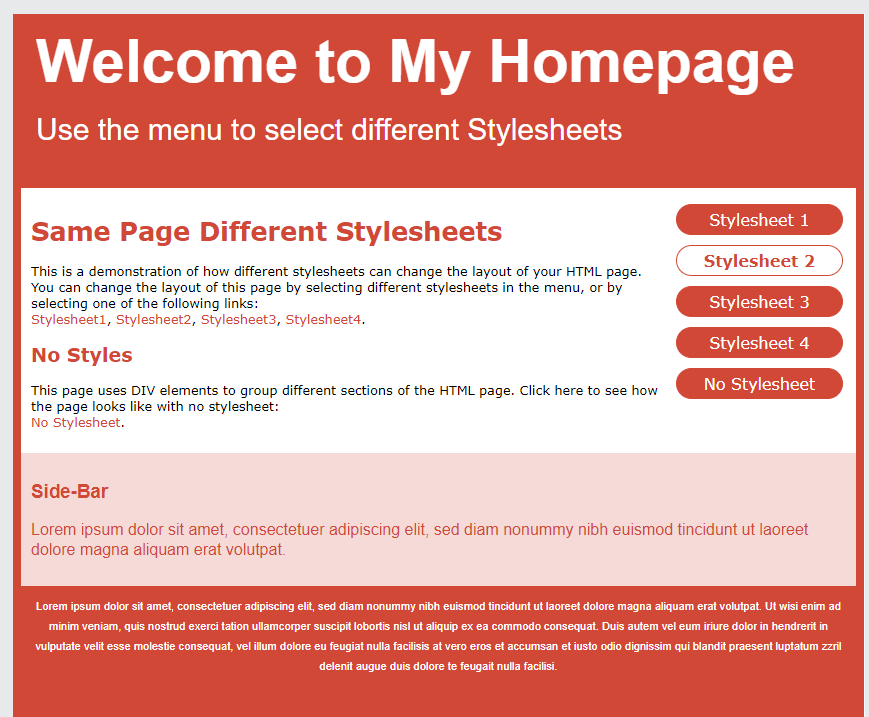 Welcome to My Homepage
Use the menu to select different Stylesheets
Same Page Different Stylesheets
This is a demonstration of how different stylesheets can change the layout of your HTML page.
You can change the layout of this page by selecting different stylesheets in the menu, or by
selecting one of the following links:
Stylesheet1, Stylesheet2, Stylesheet3, Stylesheet4.
No Styles
This page uses DIV elements to group different sections of the HTML page. Click here to see how
the page looks like with no stylesheet:
No Stylesheet.
Stylesheet 1
Stylesheet 2
Stylesheet 3
Stylesheet 4
No Stylesheet
Side-Bar
Lorem ipsum dolor sit amet, consectetuer adipiscing elit, sed diam nonummy nibh euismod tincidunt ut laoreet
dolore magna aliquam erat volutpat.
Lorem ipsum dolor sit amet, consectetuer adipiscing elit, sed diam nonummy nibh euismod tincidunt ut laoreet dolore magna aliquam erat volutpat. Ut wisi enim ad
minim veniam, quis nostrud exerci tation ullamcorper suscipit lobortis nisl ut aliquip ex ea commodo consequat. Duis autem vel eum iriure dolor in hendrerit in
vulputate velit esse molestie consequat, vel illum dolore eu feugiat nulla facilisis at vero eros et accumsan et iusto odio dignissim qui blandit praesent luptatum zzril
delenit augue duis dolore te feugait nulla facilisi.